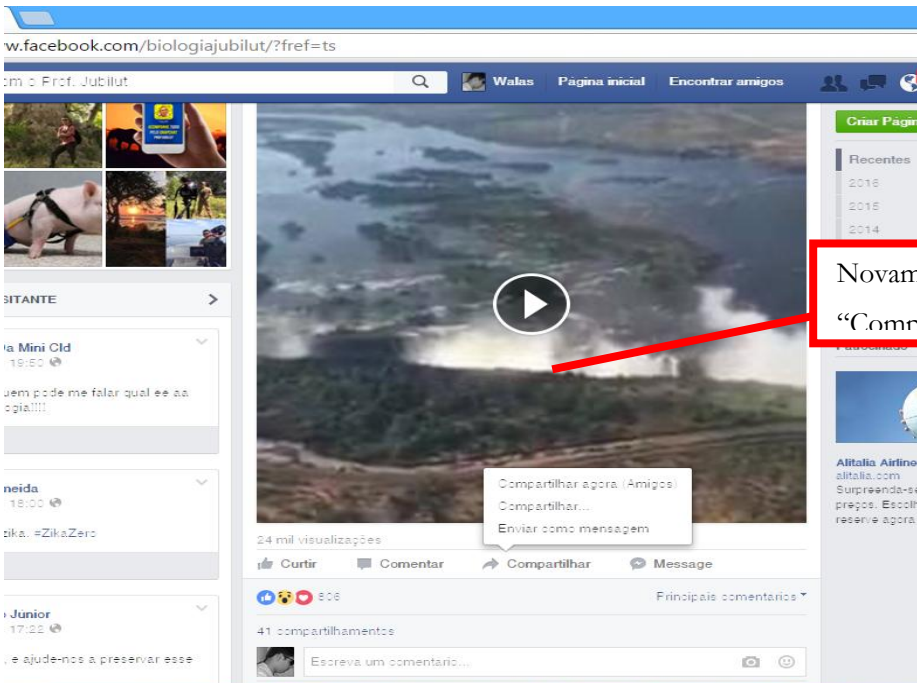 w.facebook.com/biologiajubilut/?fref=ts
om o Prof. Jubilut
Walas
Página inicial
Encontrar amigos
Criar Págin
Recentes
2016
2015
2014
Novam
“Comp
Patrocinado
SITANTE
Da Mini Cld
19:50
uem pode me falar qual ee aa
ogia!!!!
meida
18:00
zika. #ZikaZero
Junior
17:22
, e ajude-nos a preservar esse
Compartilhar agora (Amigos)
Compartilhar...
Enviar como mensagem
24 mil visualizações
Curtir
Comentar
Compartilhar
Message
806
Principais comentários
41 compartilhamentos
Escreva um comentário...
Alitalia Airline
alitalia.com
Surpreenda-se
preços. Escolh
reserve agora